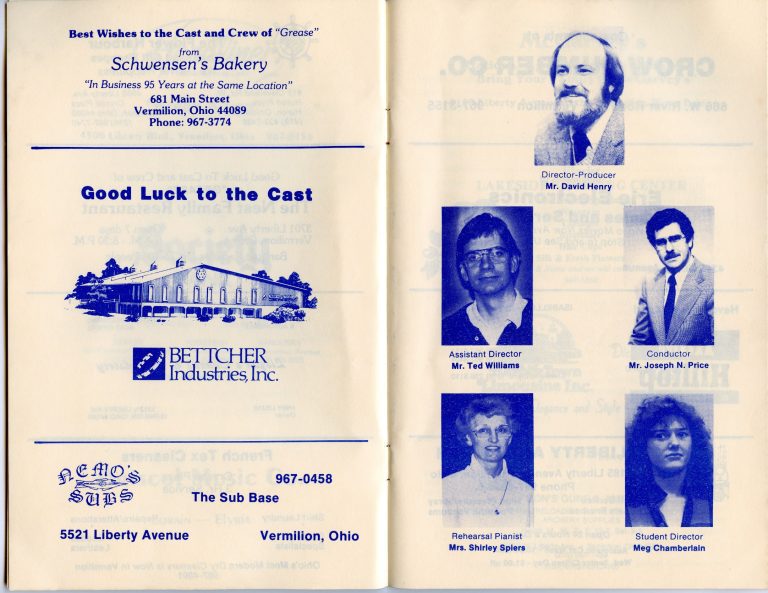 Best Wishes to the Cast and Crew of "Grease"
from
Schwensen's Bakery
"In Business 95 Years at the Same Location"
681 Main Street
Vermilion, Ohio 44089
Phone: 967-3774
Good Luck to the Cast
BETTCHER
Industries, Inc.
NEMO'S
SUBS
967-0458
The Sub Base
5521 Liberty Avenue
Vermilion, Ohio
Director-Producer
Mr. David Henry
Assistant Director
Mr. Ted Williams
Conductor
Mr. Joseph N. Price
Rehearsal Pianist
Mrs. Shirley Spiers
Student Director
Meg Chamberlain